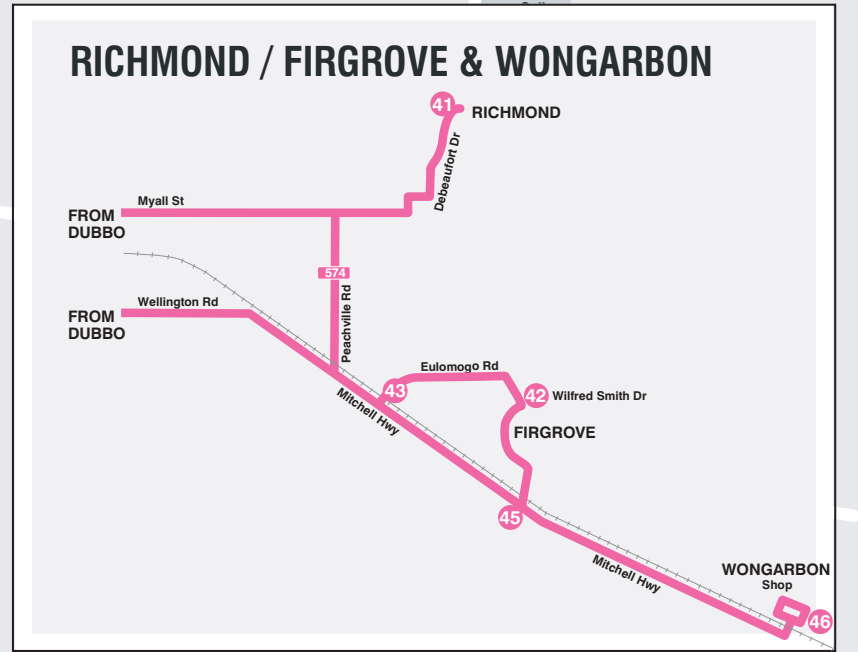 RICHMOND / FIRGROVE & WONGARBON
41
RICHMOND
Debeaufort Dr
Myall St
FROM
DUBBO
574
Peachville Rd
Wellington Rd
FROM
DUBBO
Eulomogo Rd
43
42
Wilfred Smith Dr
Mitchell Hwy
FIRGROVE
45
Mitchell Hwy
WONGARBON
Shop
46